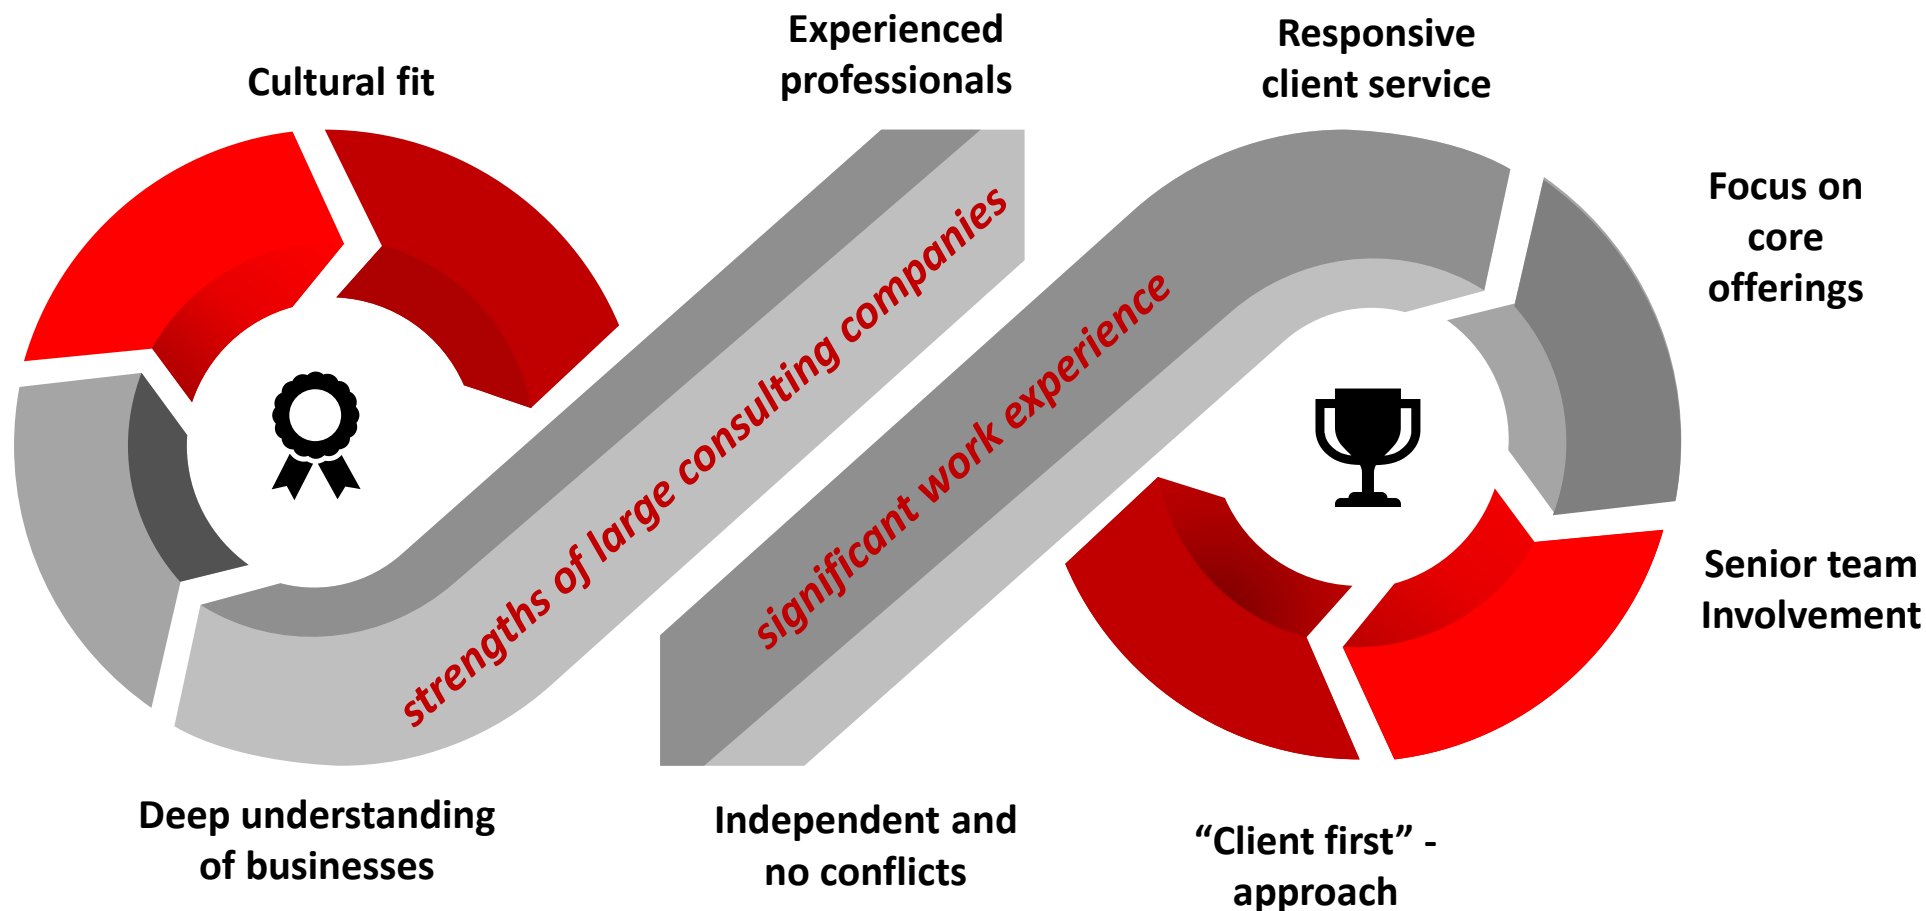 Experienced
professionals
Responsive
client service
Cultural fit
Focus on
core
offerings
strengths of large consulting companies
significant work experience
Senior team
Involvement
Deep understanding
of businesses
Independent and
no conflicts
“Client first” -
approach